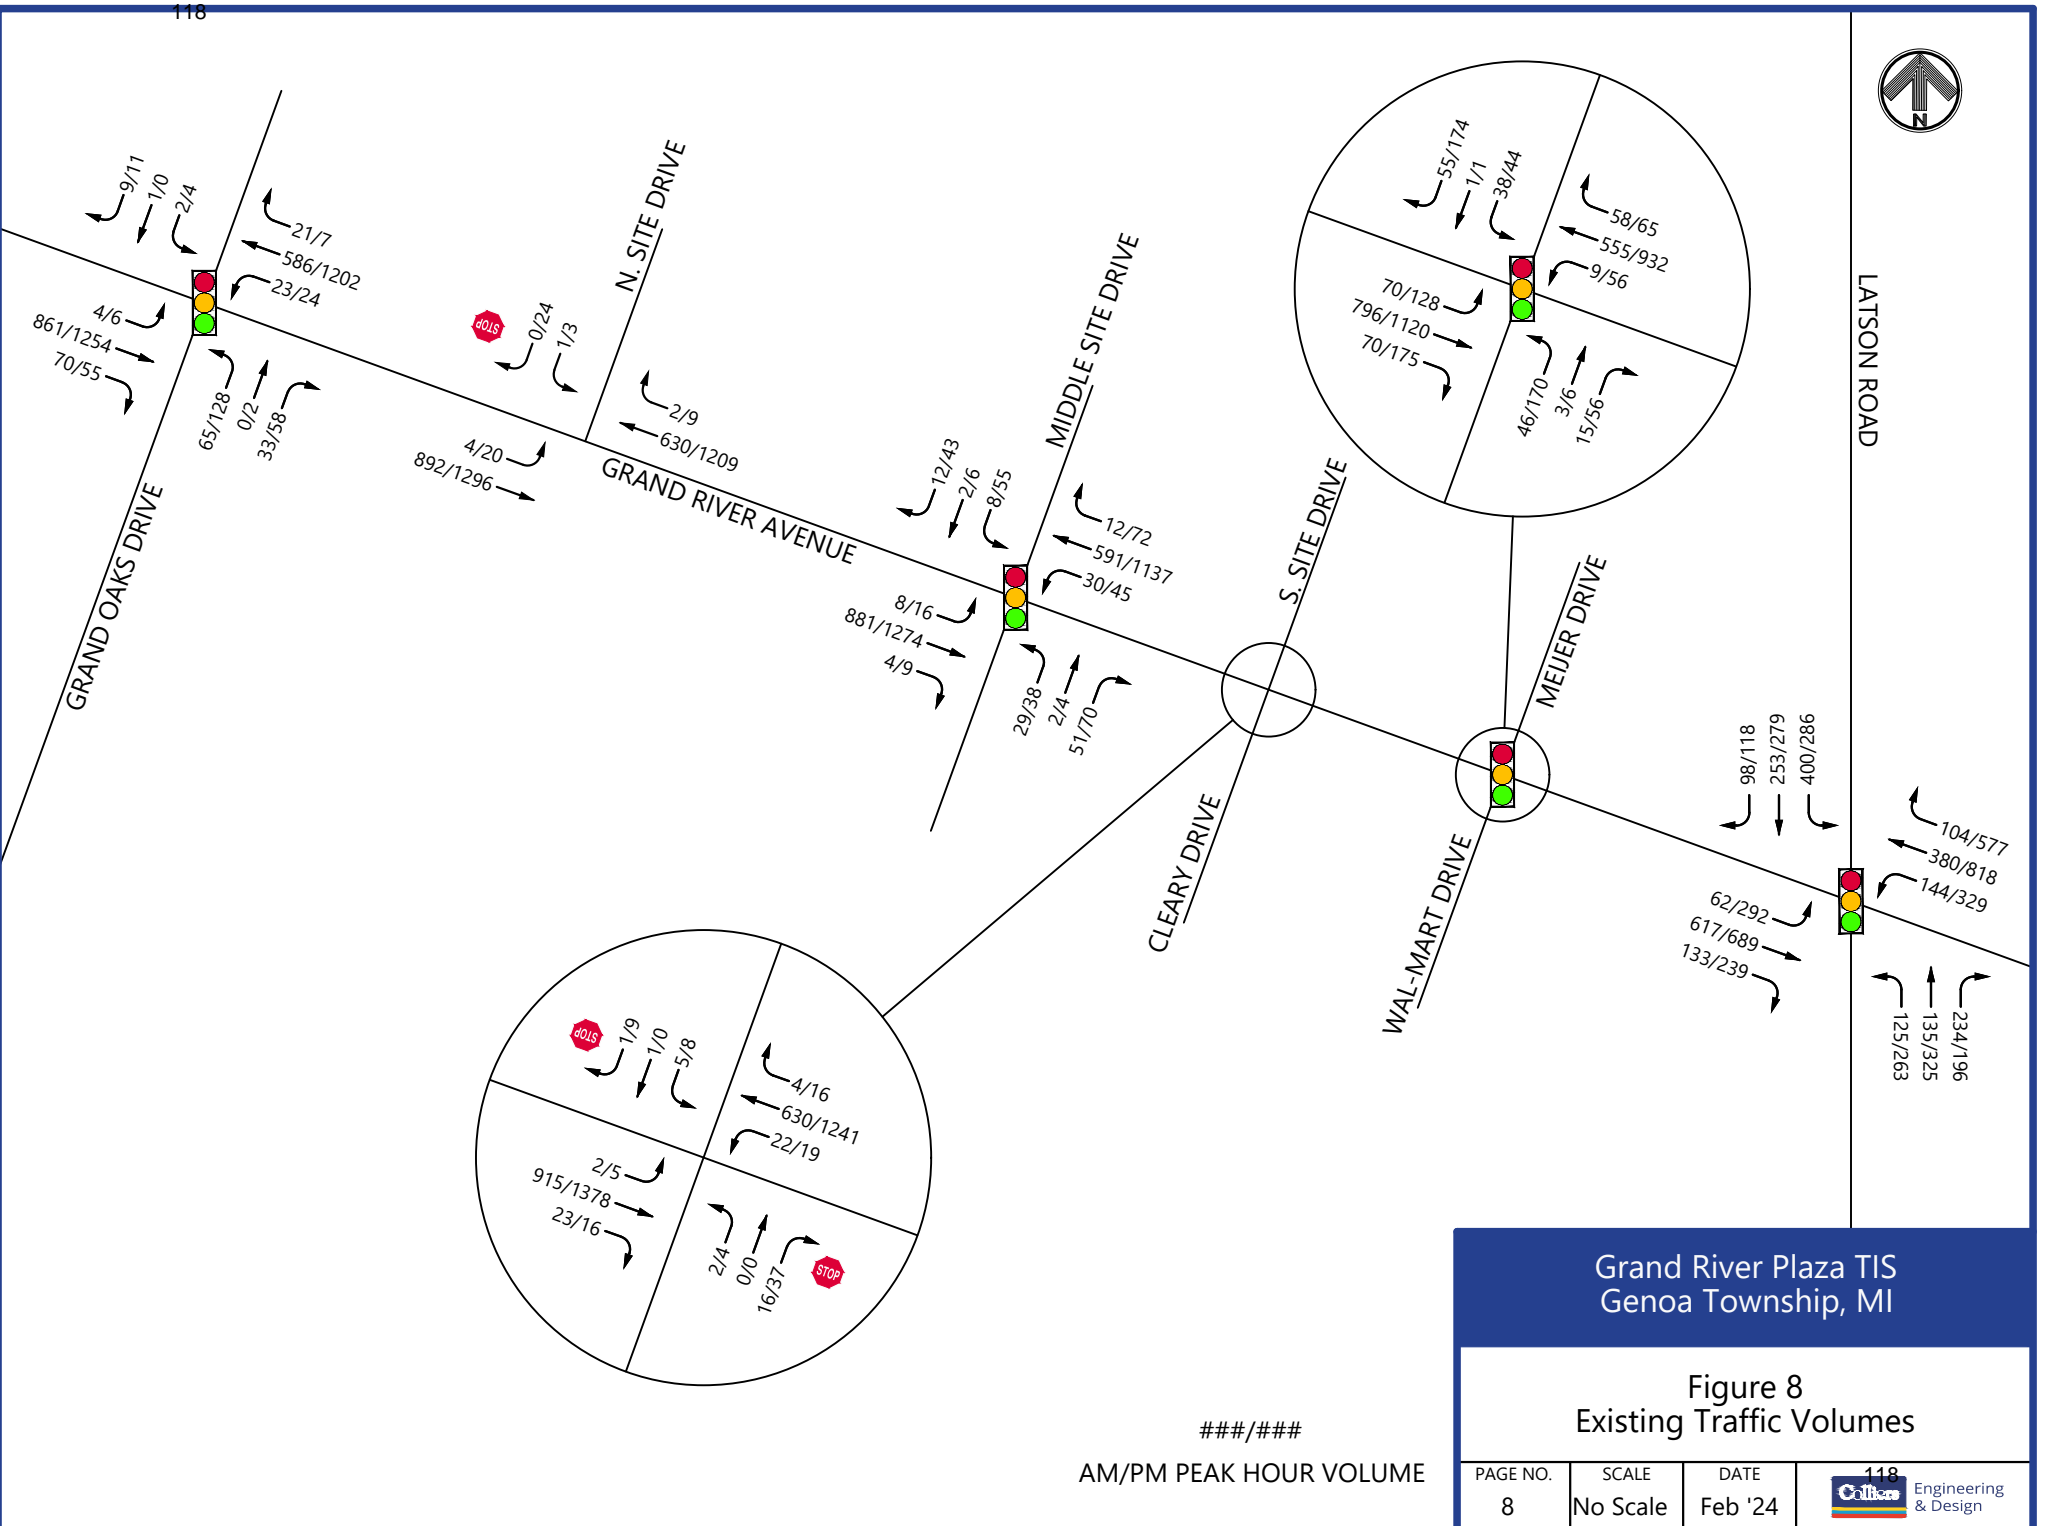 118
9/11
1/0
2/4
21/7
586/1202
23/24
4/6
861/1254
70/55
65/128
0/2
33/58
GRAND OAKS DRIVE
N. SITE DRIVE
STOP
0/24
1/3
2/9
630/1209
4/20
892/1296
GRAND RIVER AVENUE
MIDDLE SITE DRIVE
12/43
2/6
8/55
12/72
591/1137
30/45
8/16
881/1274
4/9
29/38
2/4
51/70
S. SITE DRIVE
CLEARY DRIVE
55/174
1/1
38/44
58/65
555/932
9/56
70/128
796/1120
70/175
46/170
3/6
15/56
MEIJER DRIVE
WAL-MART DRIVE
N
LATSON ROAD
98/118
253/279
400/286
104/577
380/818
144/329
62/292
617/689
133/239
125/263
135/325
234/196
STOP
1/9
1/0
5/8
4/16
630/1241
22/19
2/5
915/1378
23/16
2/4
0/0
16/37
STOP
###/###
AM/PM PEAK HOUR VOLUME
Grand River Plaza TIS
Genoa Township, MI
Figure 8
Existing Traffic Volumes
PAGE NO.
8
SCALE
No Scale
DATE
Feb '24
118
Colliers
Engineering
& Design